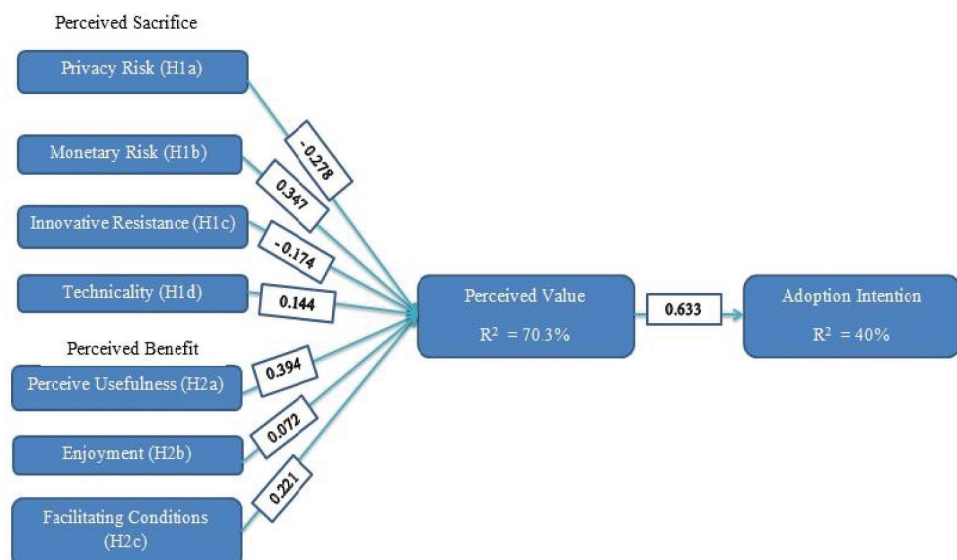 Perceived Sacrifice
Privacy Risk (H1a)
-0.278
Monetary Risk (H1b)
0.347
Innovative Resistance (H1c)
-0.174
Technicality (H1d)
0.144
Perceived Value
R² = 70.3%
0.633
Adoption Intention
R² = 40%
Perceived Benefit
Perceive Usefulness (H2a)
0.394
Enjoyment (H2b)
0.072
Facilitating Conditions
(H2c)
0.221